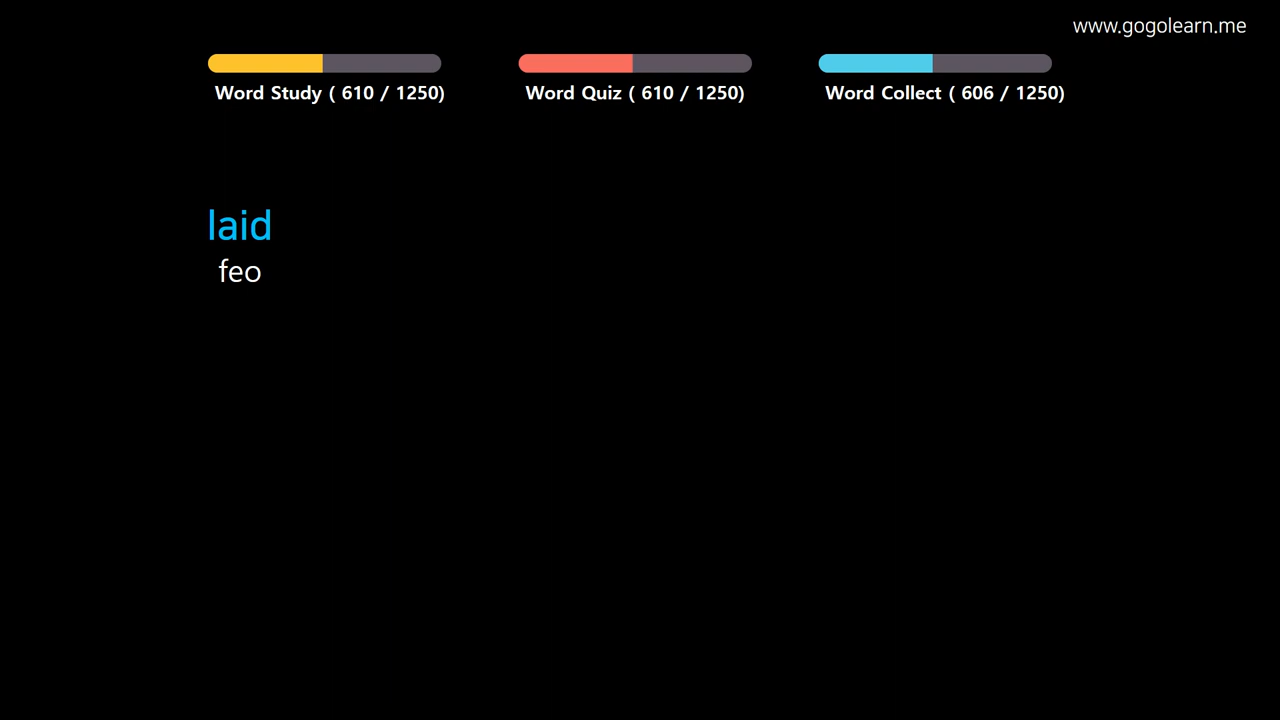 www.gogolearn.me
Word Study ( 610 / 1250)
Word Quiz ( 610 / 1250)
Word Collect ( 606 / 1250)
laid
feo